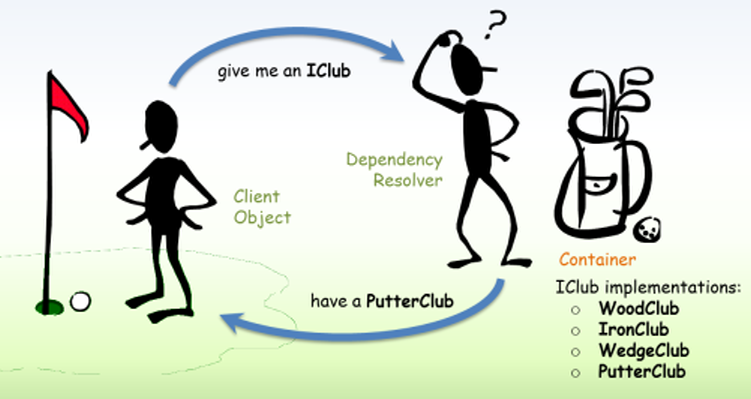 ?
give me an IClub
Dependency
Resolver
Client
Object
Container
IClub implementations:
○ WoodClub
○ IronClub
○ WedgeClub
○ PutterClub
have a PutterClub